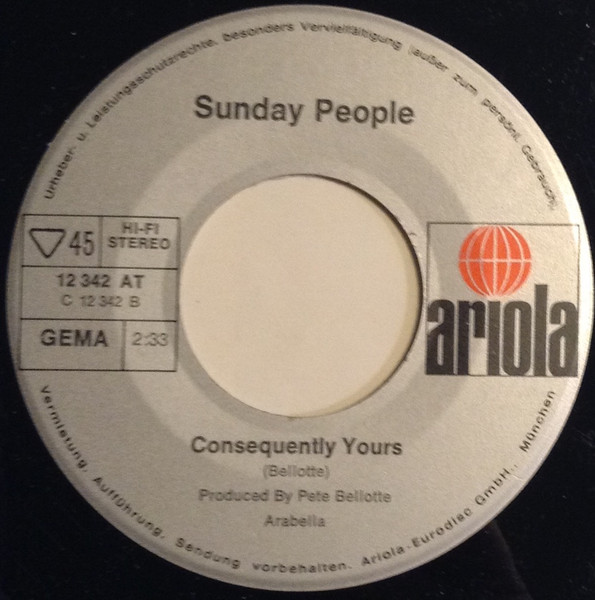 Urheber- u. Leistungsschutzrechte, besonders Vervielfältigung (außer zum persönl. Gebrauch),
Sunday People
45
HI-FI
STEREO
12 342 AT
C 12 342 B
GEMA
2:33
ariola
Consequently Yours
(Bellotte)
Produced By Pete Bellotte
Arabella
Vermietung, Aufführung, Sendung vorbehalten. Ariola-Eurodisc GmbH., München